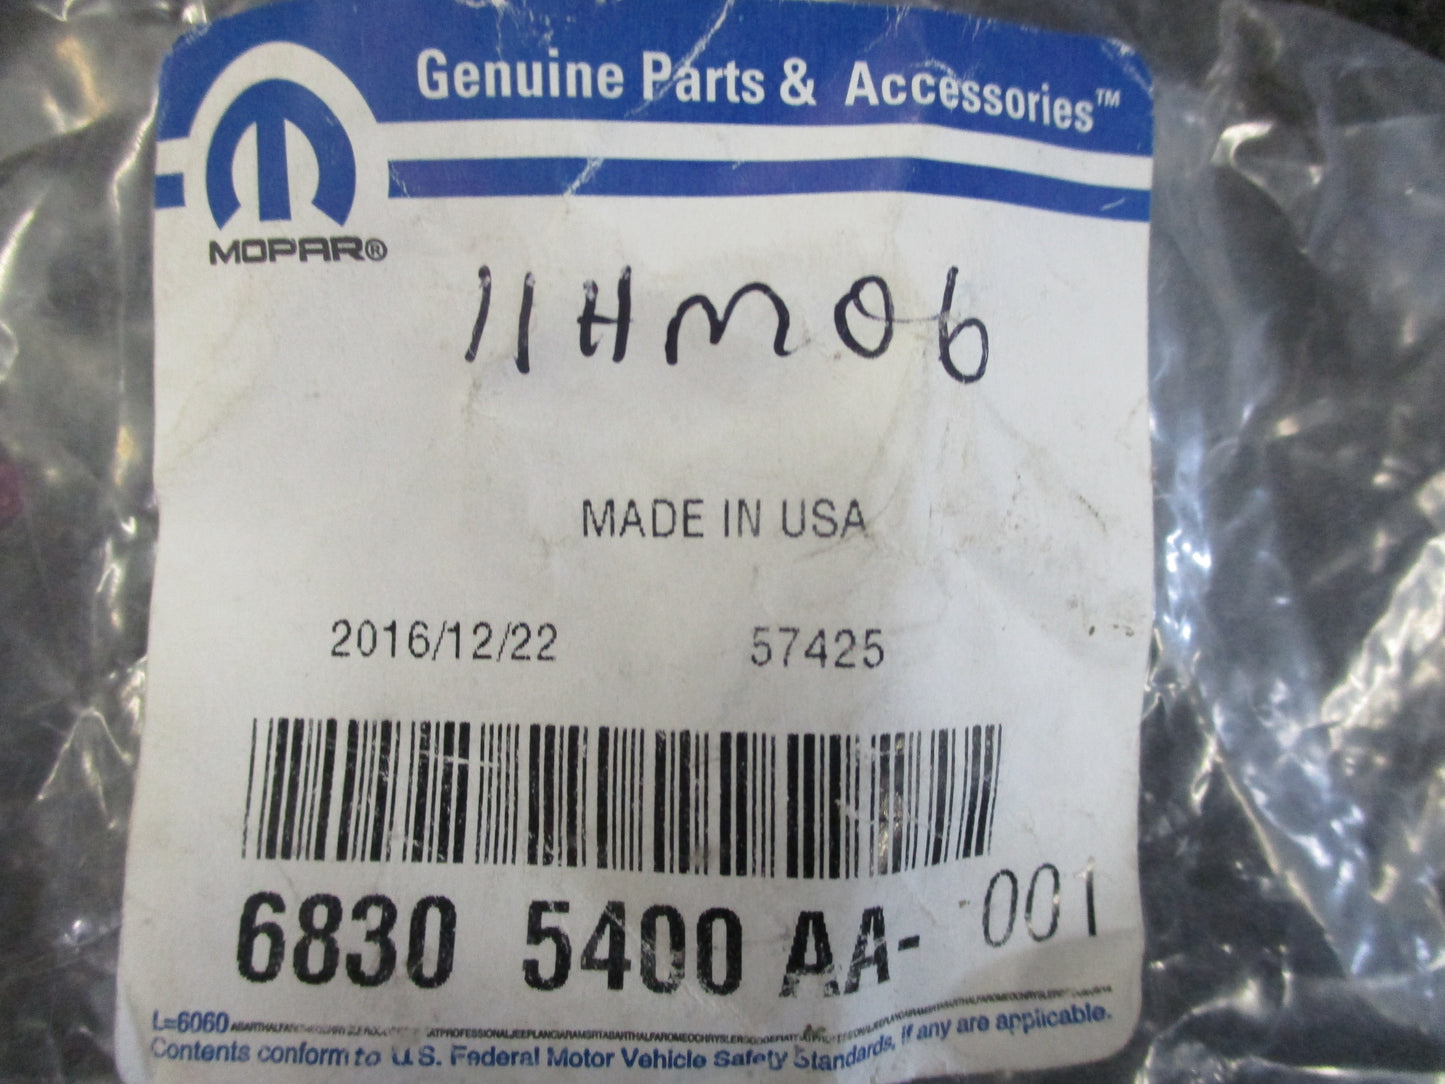 Genuine Parts & Accessories™
MOPAR®
11HM06
MADE IN USA
2016/12/22 57425
6830 5400 AA-001
L=6060
Contents conform to U.S. Federal Motor Vehicle Safety Standards, if any are applicable.